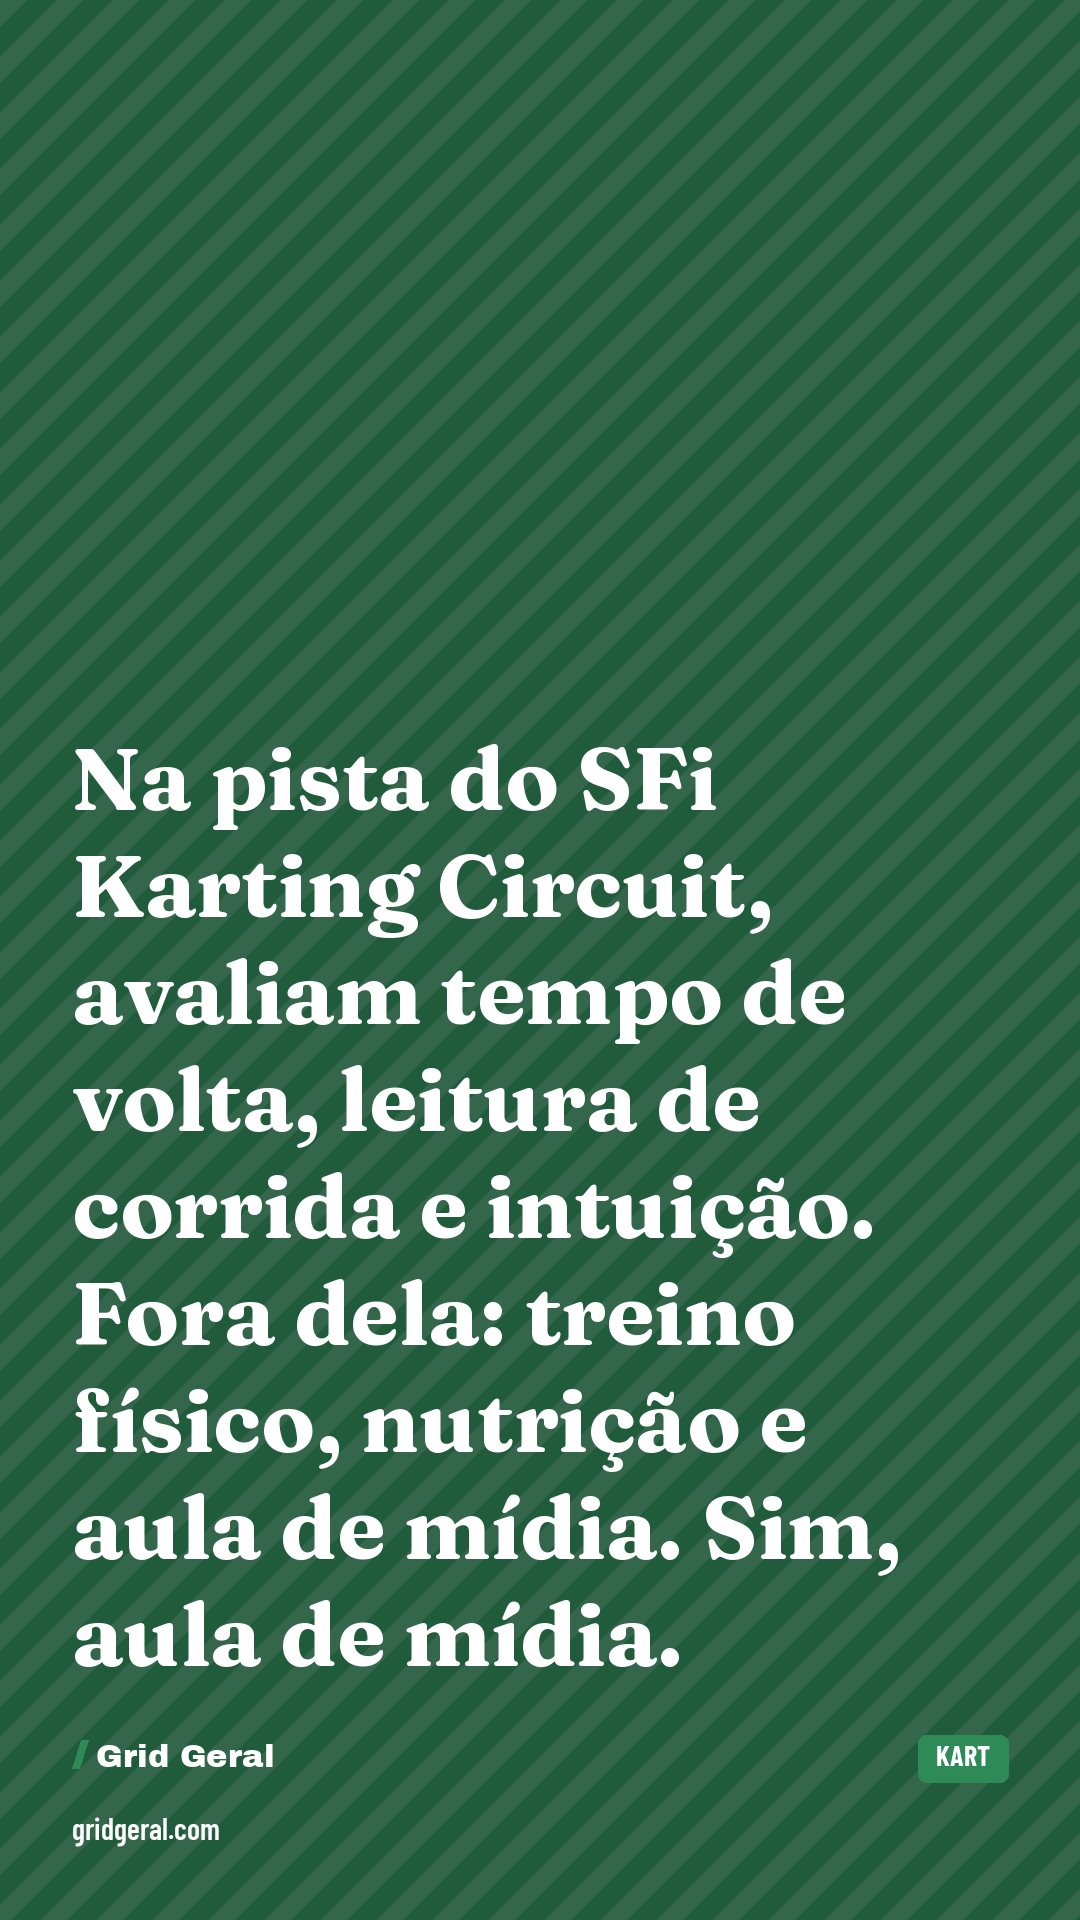 Na pista do SFi
Karting Circuit,
avaliam tempo de
volta, leitura de
corrida e intuição.
Fora dela: treino
físico, nutrição e
aula de mídia. Sim,
aula de mídia.
/ Grid Geral
KART
gridgeral.com